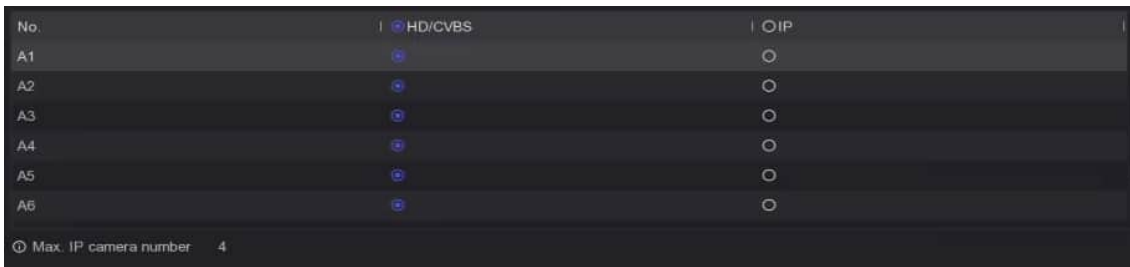 No. HD/CVBS IP
A1
A2
A3
A4
A5
A6
Max. IP camera number 4